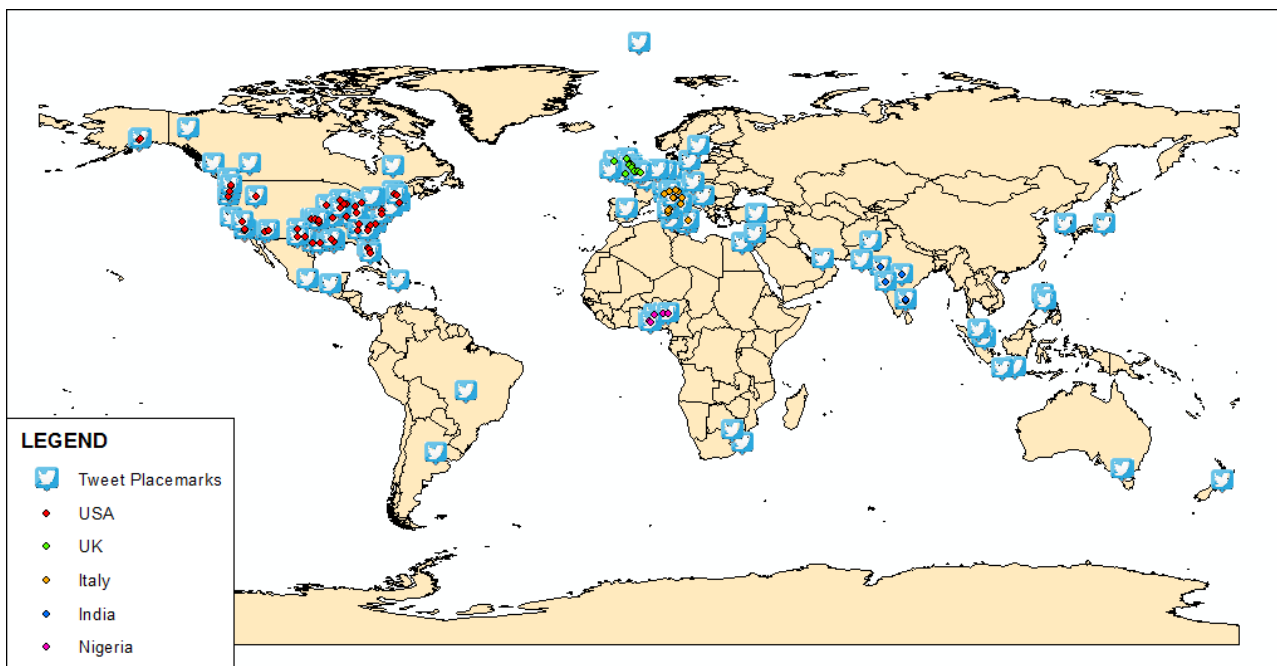 LEGEND
Tweet Placemarks
USA
UK
Italy
India
Nigeria